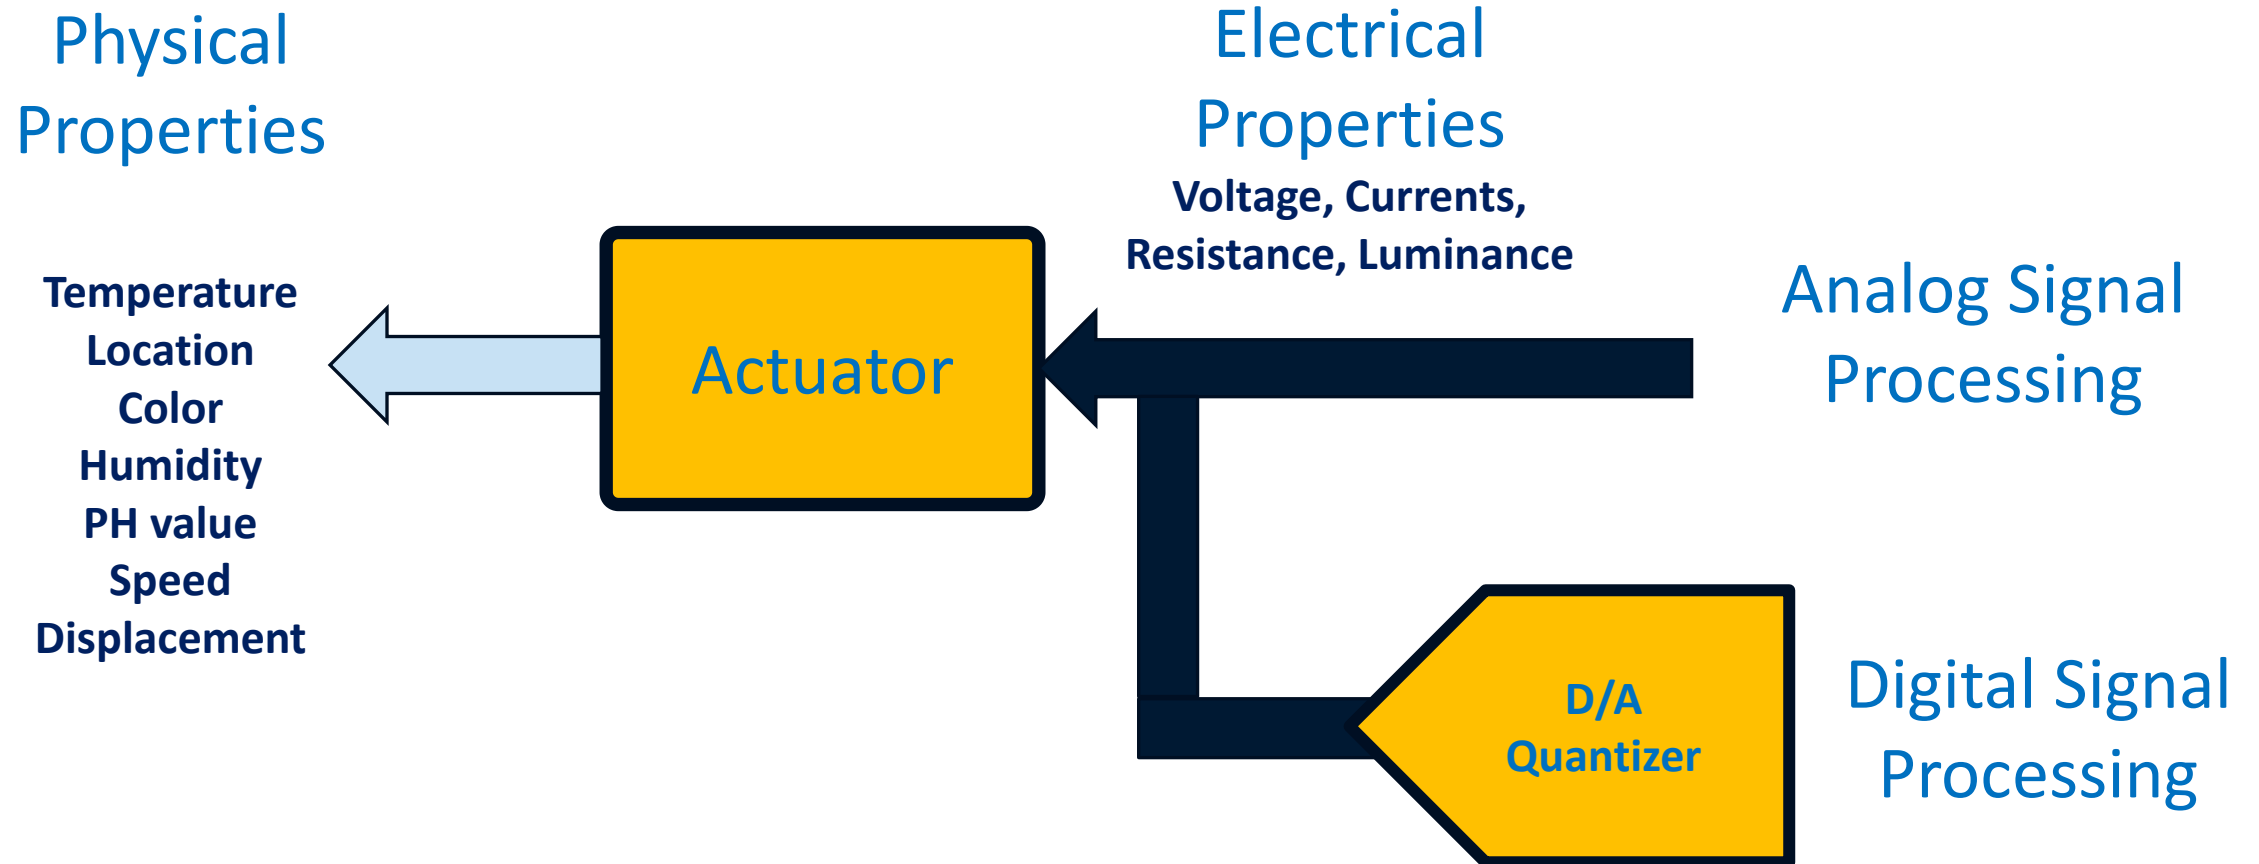 Physical
Properties
Temperature
Location
Color
Humidity
PH value
Speed
Displacement
Actuator
Electrical
Properties
Voltage, Currents,
Resistance, Luminance
Analog Signal
Processing
D/A
Quantizer
Digital Signal
Processing